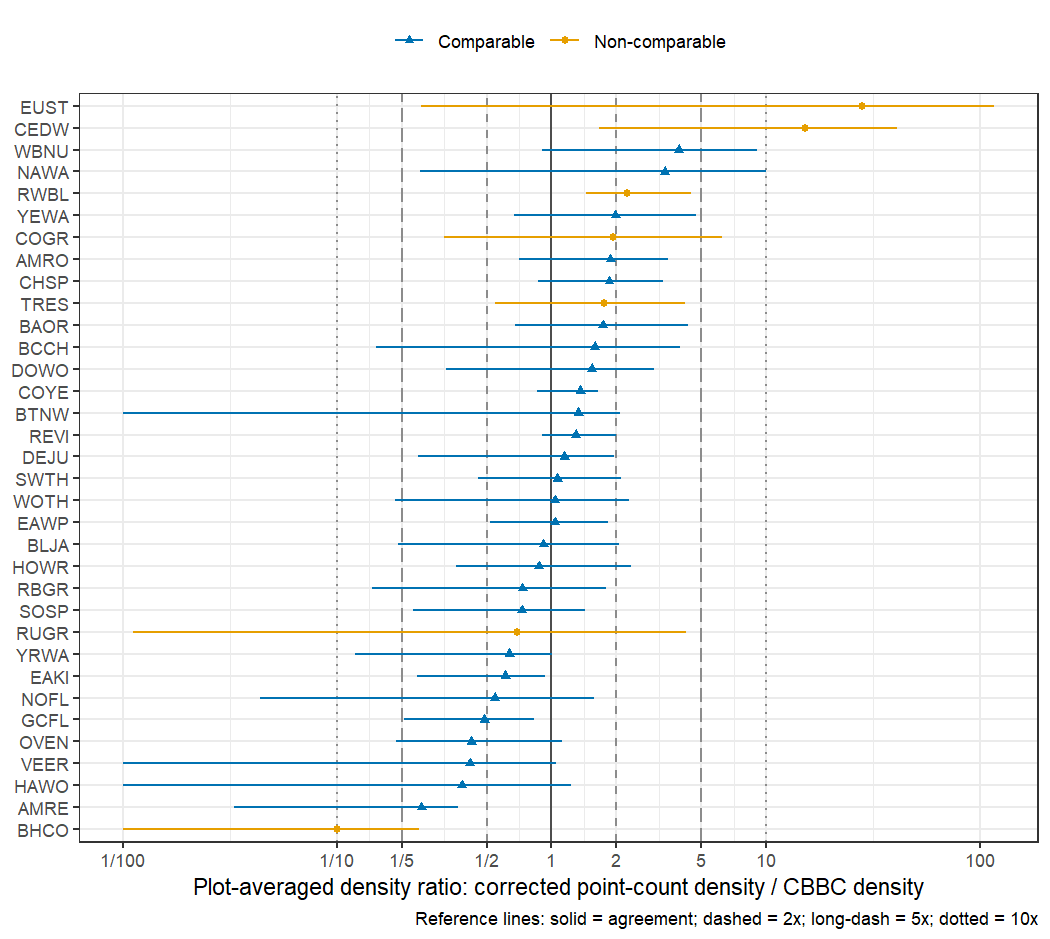 Comparable Non-comparable
EUST
CEDW
WBNU
NAWA
RWBL
YEWA
COGR
AMRO
CHSP
TRES
BAOR
BCCH
DOWO
COYE
BTNW
REVI
DEJU
SWTH
WOTH
EAWP
BLJA
HOWR
RBGR
SOSP
RUGR
YRWA
EAKI
NOFL
GCFL
OVEN
VEER
HAWO
AMRE
BHCO
1/100 1/10 1/5 1/2 1 2 5 10 100
Plot-averaged density ratio: corrected point-count density / CBBC density
Reference lines: solid = agreement; dashed = 2x; long-dash = 5x; dotted = 10x